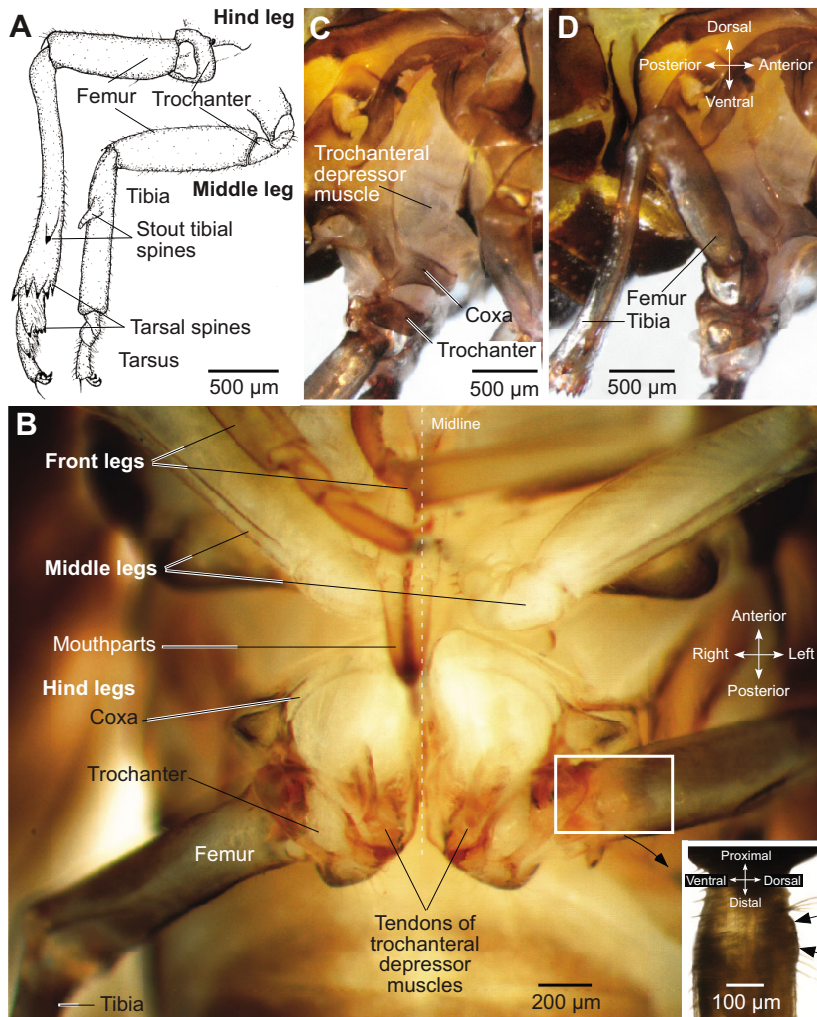 A
Hind leg
Femur
Trochanter
Middle leg
Tibia
Stout tibial
spines
Tarsal spines
Tarsus
500 µm
C
Trochanteral
depressor
muscle
Coxa
Trochanter
500 µm
D
Dorsal
Posterior
Anterior
Ventral
Femur
Tibia
500 µm
B
Midline
Front legs
Middle legs
Mouthparts
Hind legs
Coxa
Trochanter
Femur
Tibia
Anterior
Right
Left
Posterior
Tendons of
trochanteral
depressor
muscles
200 µm
Proximal
Ventral
Dorsal
Distal
100 µm